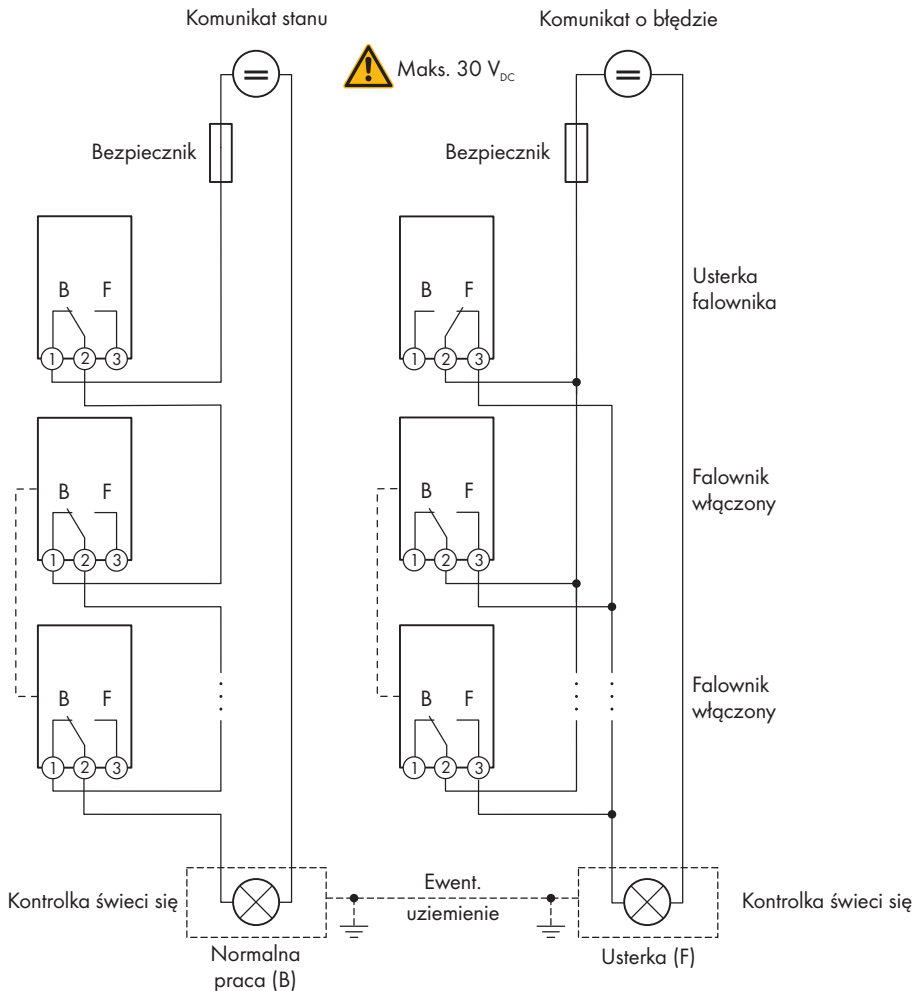 Komunikat stanu
Komunikat o błędzie
Maks. 30 V_DC
Bezpiecznik
Bezpiecznik
B F
1 2 3
B F
1 2 3
Usterka
falownika
B F
1 2 3
B F
1 2 3
Falownik
włączony
B F
1 2 3
B F
1 2 3
Falownik
włączony
Kontrolka świeci się
Normalna
praca (B)
Ewent.
uziemienie
Usterka (F)
Kontrolka świeci się